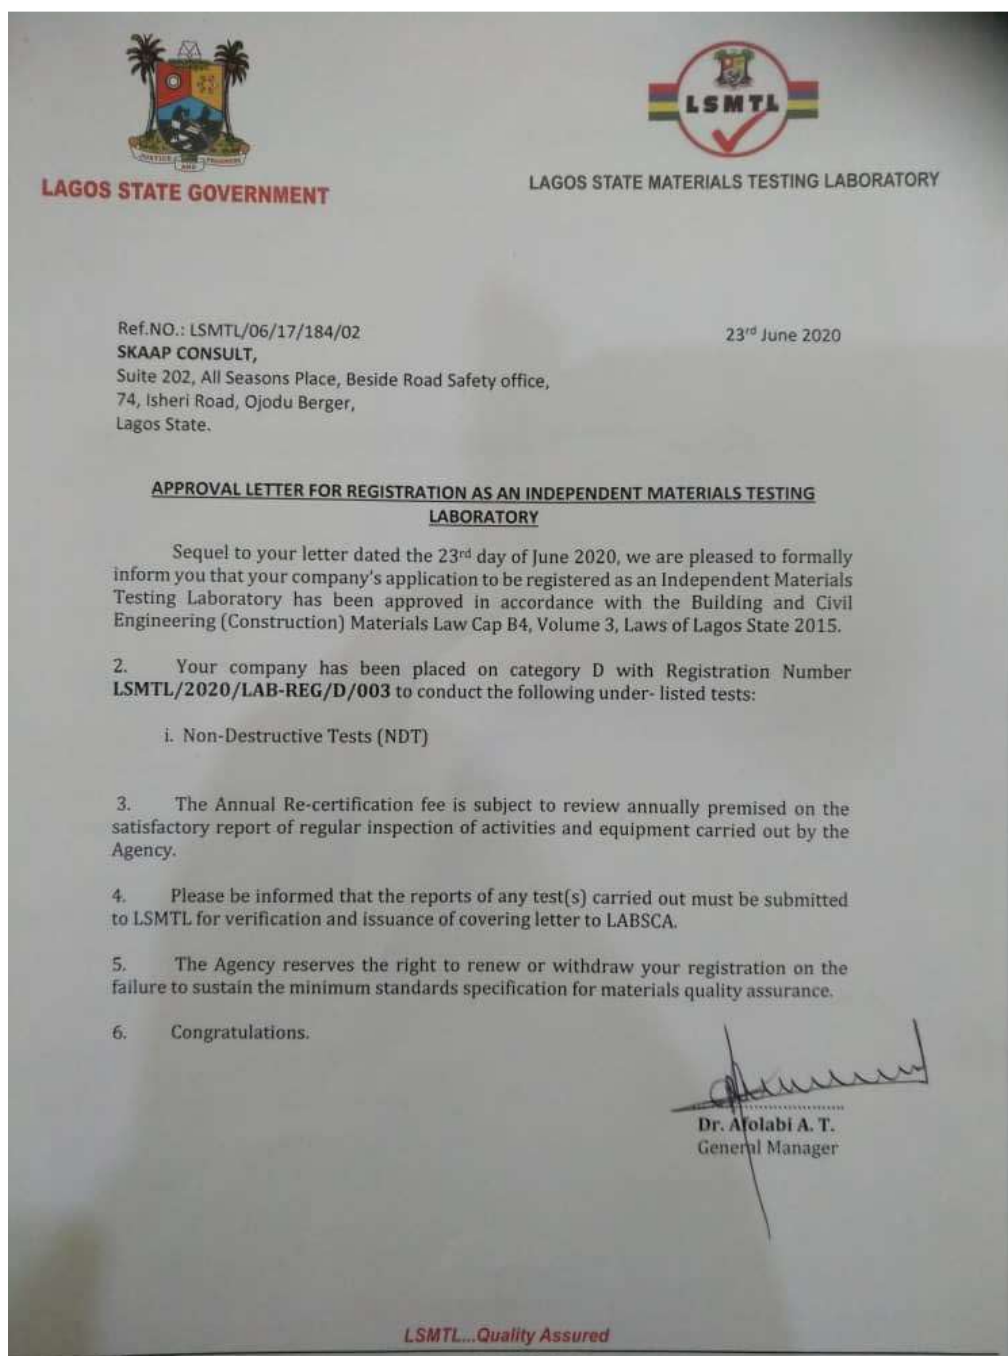 JUSTICE AND PROGRESS
LAGOS STATE GOVERNMENT
LSMTL
LAGOS STATE MATERIALS TESTING LABORATORY
Ref.NO.: LSMTL/06/17/184/02
23rd June 2020
SKAAP CONSULT,
Suite 202, All Seasons Place, Beside Road Safety office,
74, Isheri Road, Ojodu Berger,
Lagos State.
APPROVAL LETTER FOR REGISTRATION AS AN INDEPENDENT MATERIALS TESTING
LABORATORY
Sequel to your letter dated the 23rd day of June 2020, we are pleased to formally
inform you that your company's application to be registered as an Independent Materials
Testing Laboratory has been approved in accordance with the Building and Civil
Engineering (Construction) Materials Law Cap B4, Volume 3, Laws of Lagos State 2015.
2. Your company has been placed on category D with Registration Number
LSMTL/2020/LAB-REG/D/003 to conduct the following under- listed tests:
i. Non-Destructive Tests (NDT)
3. The Annual Re-certification fee is subject to review annually premised on the
satisfactory report of regular inspection of activities and equipment carried out by the
Agency.
4. Please be informed that the reports of any test(s) carried out must be submitted
to LSMTL for verification and issuance of covering letter to LABSCA.
5. The Agency reserves the right to renew or withdraw your registration on the
failure to sustain the minimum standards specification for materials quality assurance.
6. Congratulations.
Dr. Afolabi A. T.
General Manager
LSMTL...Quality Assured